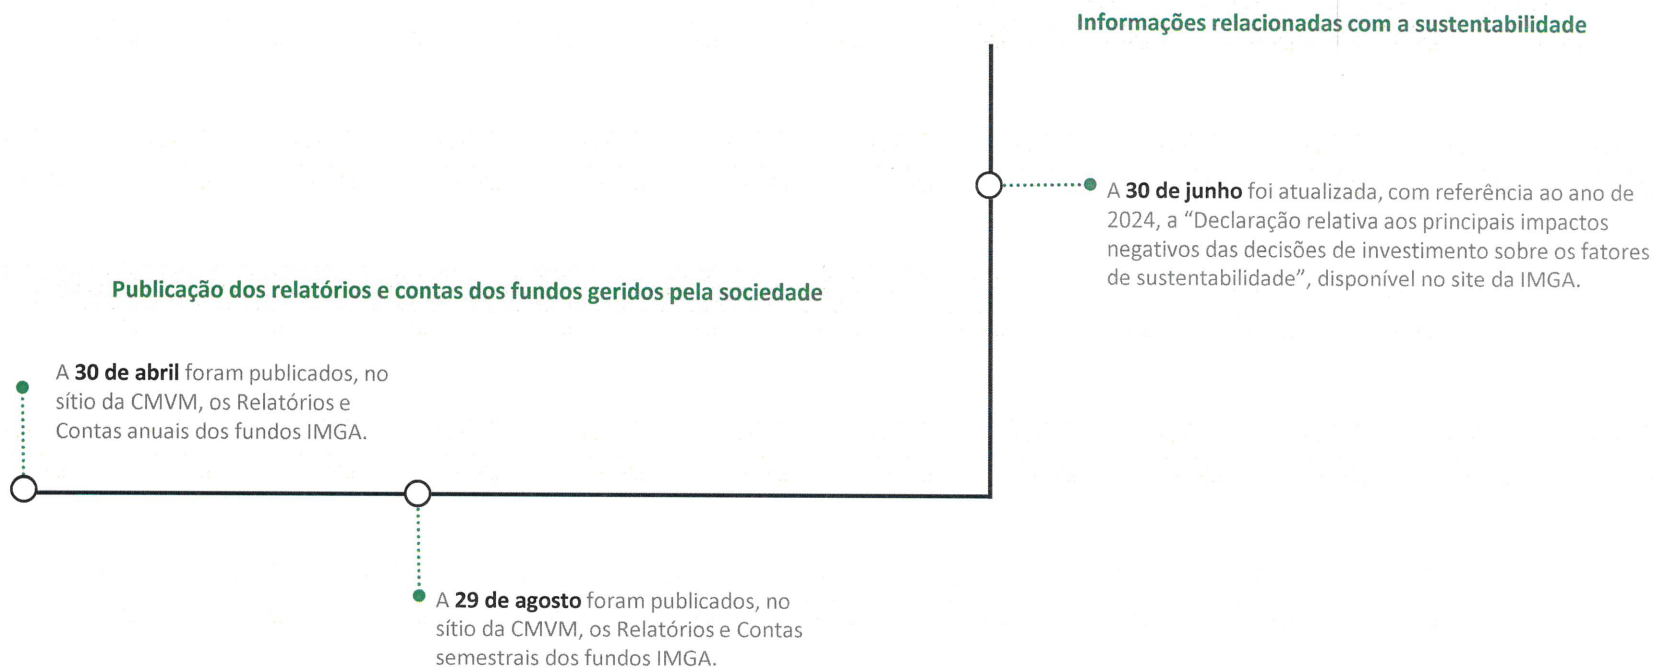 Informações relacionadas com a sustentabilidade
A 30 de junho foi atualizada, com referência ao ano de
2024, a “Declaração relativa aos principais impactos
negativos das decisões de investimento sobre os fatores
de sustentabilidade”, disponível no site da IMGA.
Publicação dos relatórios e contas dos fundos geridos pela sociedade
A 30 de abril foram publicados, no
sítio da CMVM, os Relatórios e
Contas anuais dos fundos IMGA.
A 29 de agosto foram publicados, no
sítio da CMVM, os Relatórios e Contas
semestrais dos fundos IMGA.